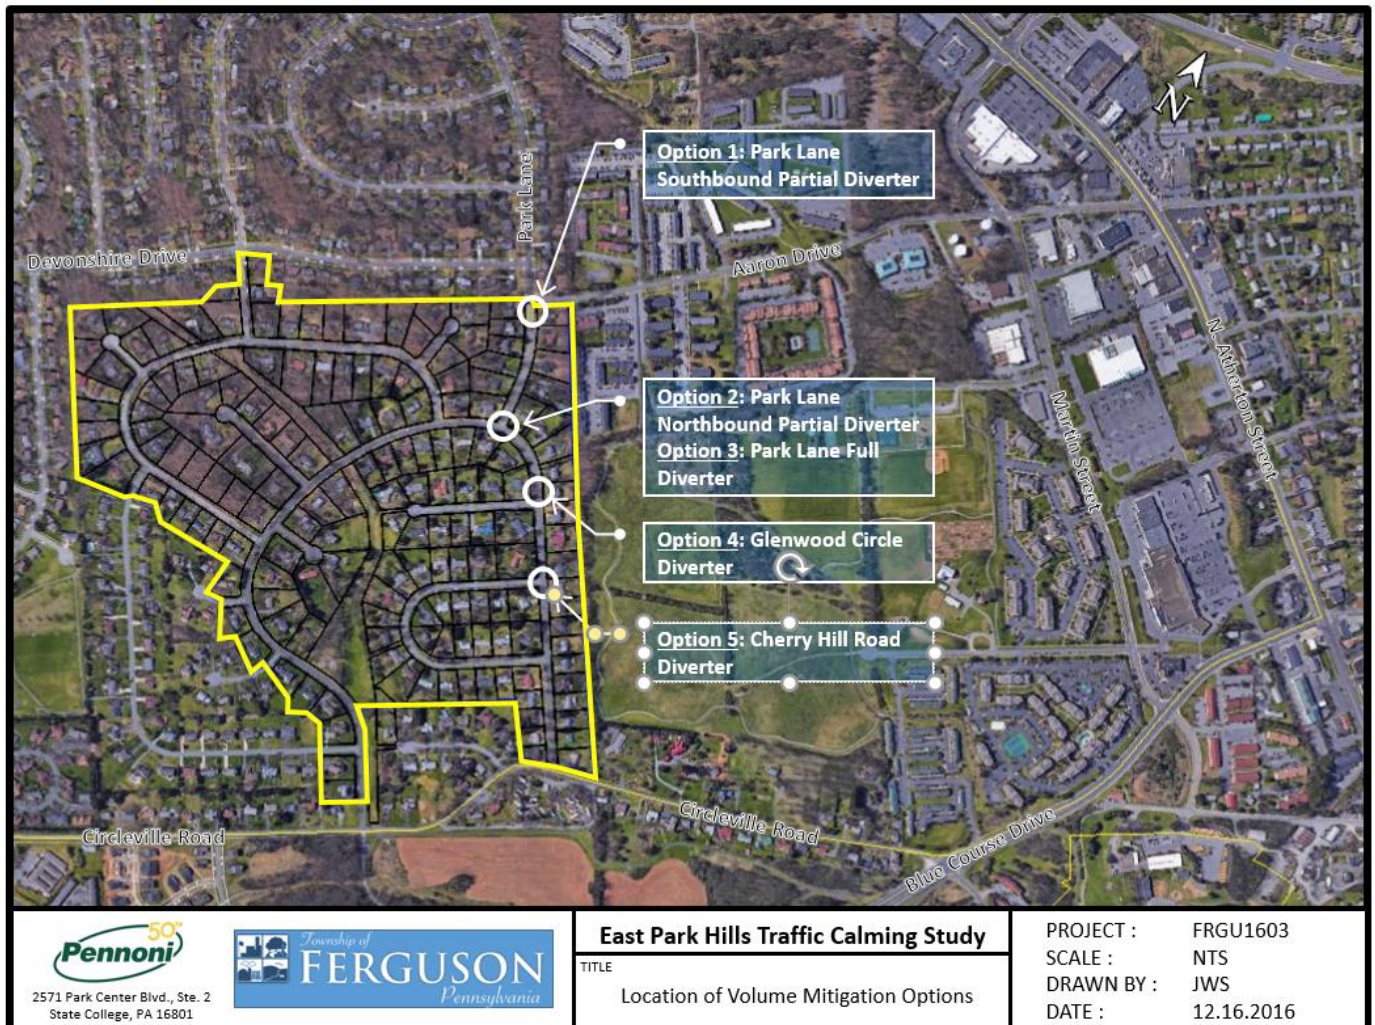 N
Park Lane
Option 1: Park Lane
Southbound Partial Diverter
Devonshire Drive
Aaron Drive
N. Atherton Street
Option 2: Park Lane
Northbound Partial Diverter
Option 3: Park Lane Full
Diverter
Martin Street
Option 4: Glenwood Circle
Diverter
Option 5: Cherry Hill Road
Diverter
Circleville Road
Circleville Road
Blue Course Drive
50TH
Pennoni
2571 Park Center Blvd., Ste. 2
State College, PA 16801
Township of
FERGUSON
Pennsylvania
East Park Hills Traffic Calming Study
TITLE
Location of Volume Mitigation Options
PROJECT : FRGU1603
SCALE : NTS
DRAWN BY : JWS
DATE : 12.16.2016